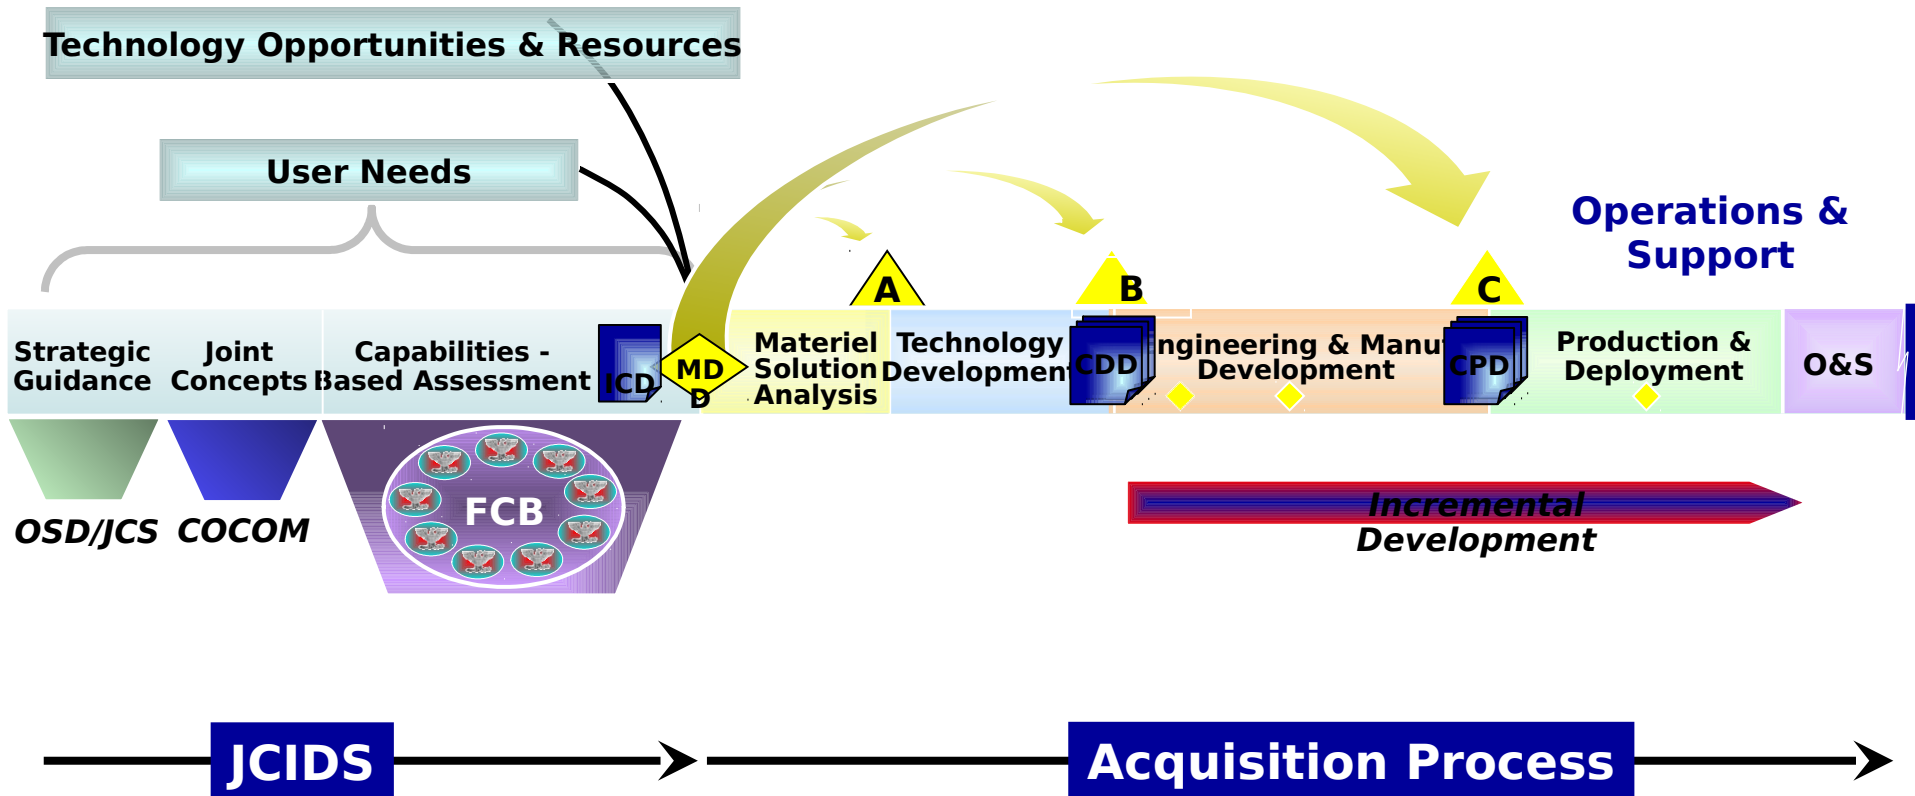 Technology Opportunities & Resources
User Needs
Operations &
Support
A
B
C
Strategic
Guidance
Joint
Concepts
Capabilities -
Based Assessment
ICD
MD
D
Materiel
Solution
Analysis
Technology
Development
CDD
ngineering & Manu
Development
CPD
Production &
Deployment
O&S
FCB
OSD/JCS
COCOM
Incremental
Development
JCIDS
Acquisition Process